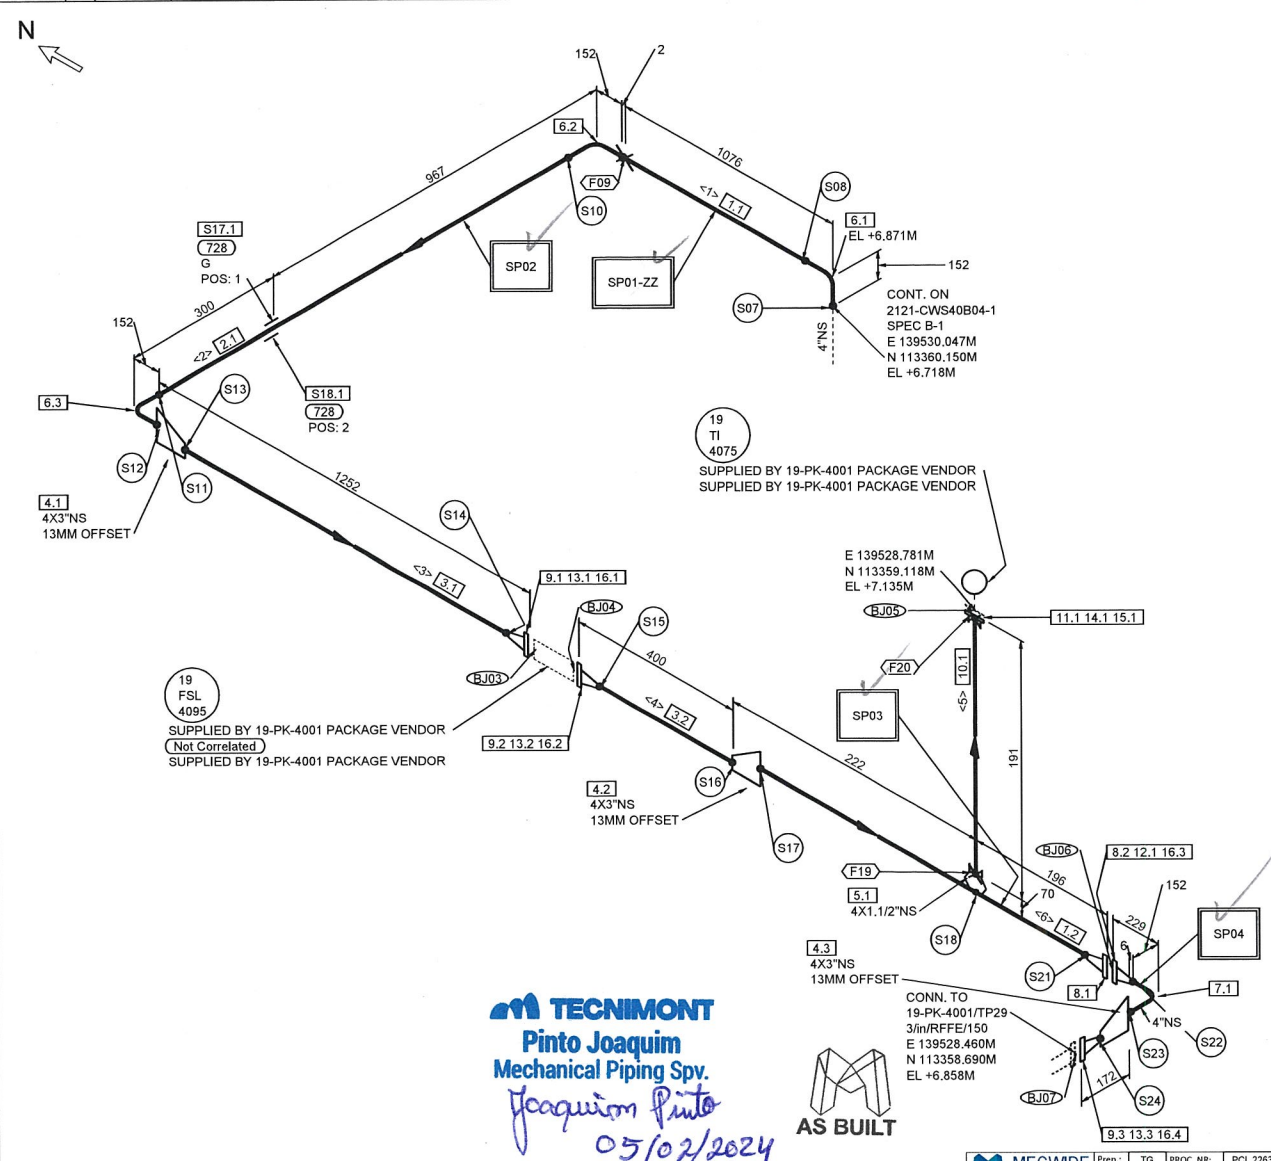 N
152
2
6.2
1076
967
F09
S08
<1> 1.1
S10
6.1
EL +6.871M
S17.1
728
G
POS: 1
SP02
SP01-ZZ
152
S07
CONT. ON
2121-CWS40B04-1
SPEC B-1
E 139530.047M
N 113360.150M
EL +6.718M
4"NS
300
152
<2> 2.1
S13
S18.1
728
POS: 2
6.3
S12
S11
19
TI
4075
SUPPLIED BY 19-PK-4001 PACKAGE VENDOR
SUPPLIED BY 19-PK-4001 PACKAGE VENDOR
1252
4.1
4X3"NS
13MM OFFSET
S14
<3> 3.1
E 139528.781M
N 113359.118M
EL +7.135M
9.1 13.1 16.1
BJ04
BJ05
11.1 14.1 15.1
S15
400
F20
10.1
<5>
BJ03
19
FSL
4095
SUPPLIED BY 19-PK-4001 PACKAGE VENDOR
Not Correlated
SUPPLIED BY 19-PK-4001 PACKAGE VENDOR
<4> 3.2
SP03
9.2 13.2 16.2
222
191
S16
4.2
4X3"NS
13MM OFFSET
S17
BJ06
8.2 12.1 16.3
F19
196
152
5.1
4X1.1/2"NS
70
<6> 1.2
229
S18
6
SP04
4.3
4X3"NS
13MM OFFSET
S21
8.1
7.1
CONN. TO
19-PK-4001/TP29
3/in/RFFE/150
E 139528.460M
N 113358.690M
EL +6.858M
4"NS
S22
S23
172
BJ07
S24
9.3 13.3 16.4
TECNIMONT
Pinto Joaquim
Mechanical Piping Spv.
Joaquim Pinto
05/02/2024
AS BUILT
MEGWIDE Prep.: TG PROC. NR: PCL 2263